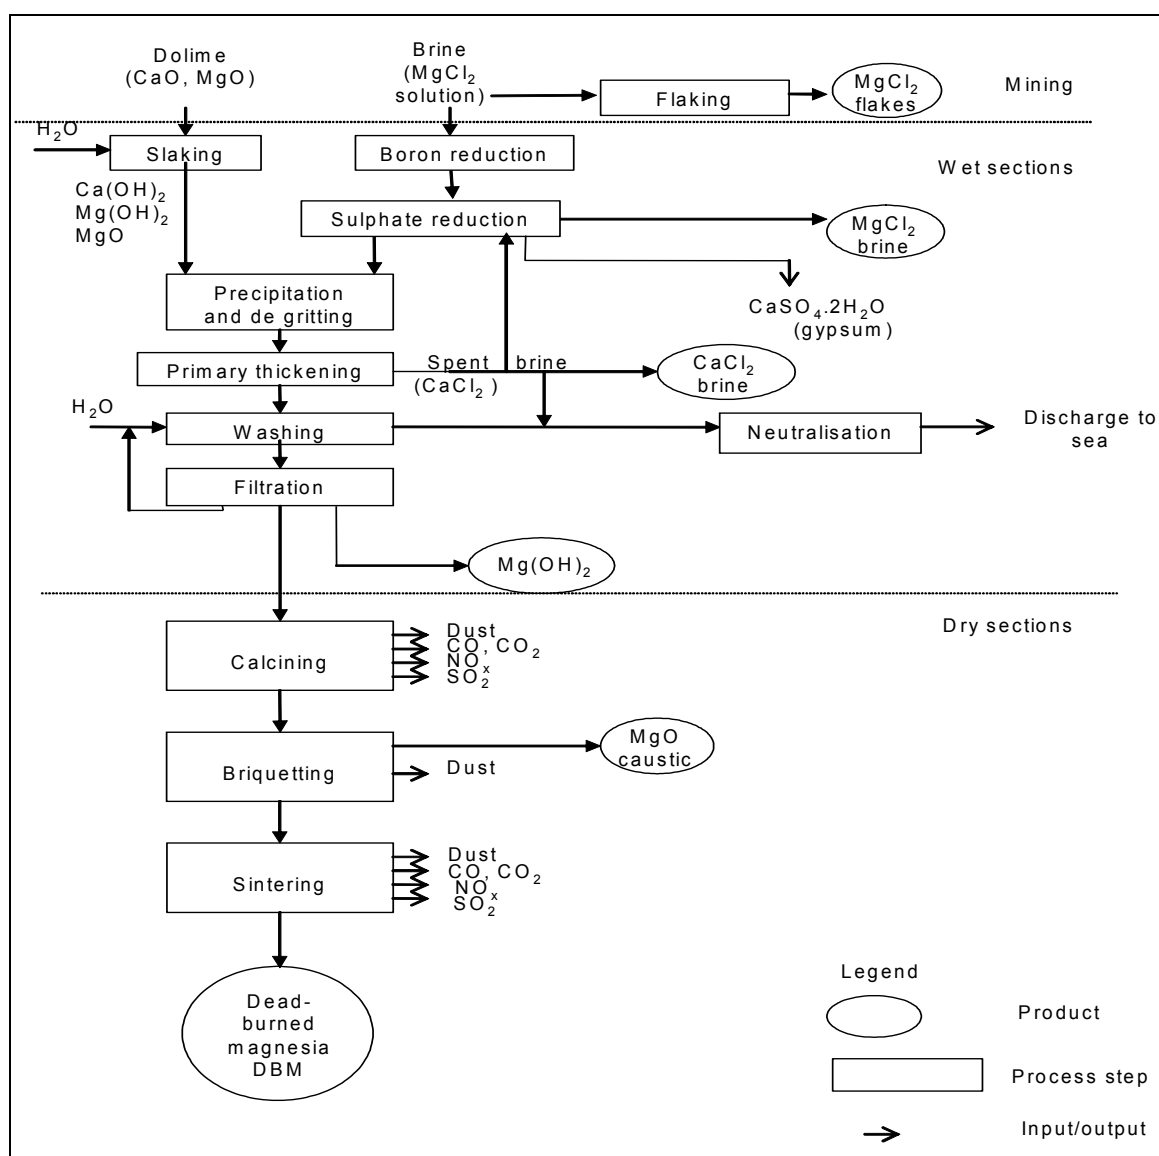 Dolime
(CaO, MgO)
Brine
(MgCl₂
solution)
Flaking
MgCl₂
flakes
Mining
H₂O
Slaking
Boron reduction
Wet sections
Ca(OH)₂
Mg(OH)₂
MgO
Sulphate reduction
MgCl₂
brine
Precipitation
and de gritting
CaSO₄.2H₂O
(gypsum)
Primary thickening
Spent brine
(CaCl₂)
CaCl₂
brine
H₂O
Washing
Neutralisation
Discharge to
sea
Filtration
Mg(OH)₂
Dry sections
Calcining
Dust
CO, CO₂
NOx
SO₂
Briquetting
MgO
caustic
Dust
Sintering
Dust
CO, CO₂
NOx
SO₂
Dead-
burned
magnesia
DBM
Legend
Product
Process step
Input/output